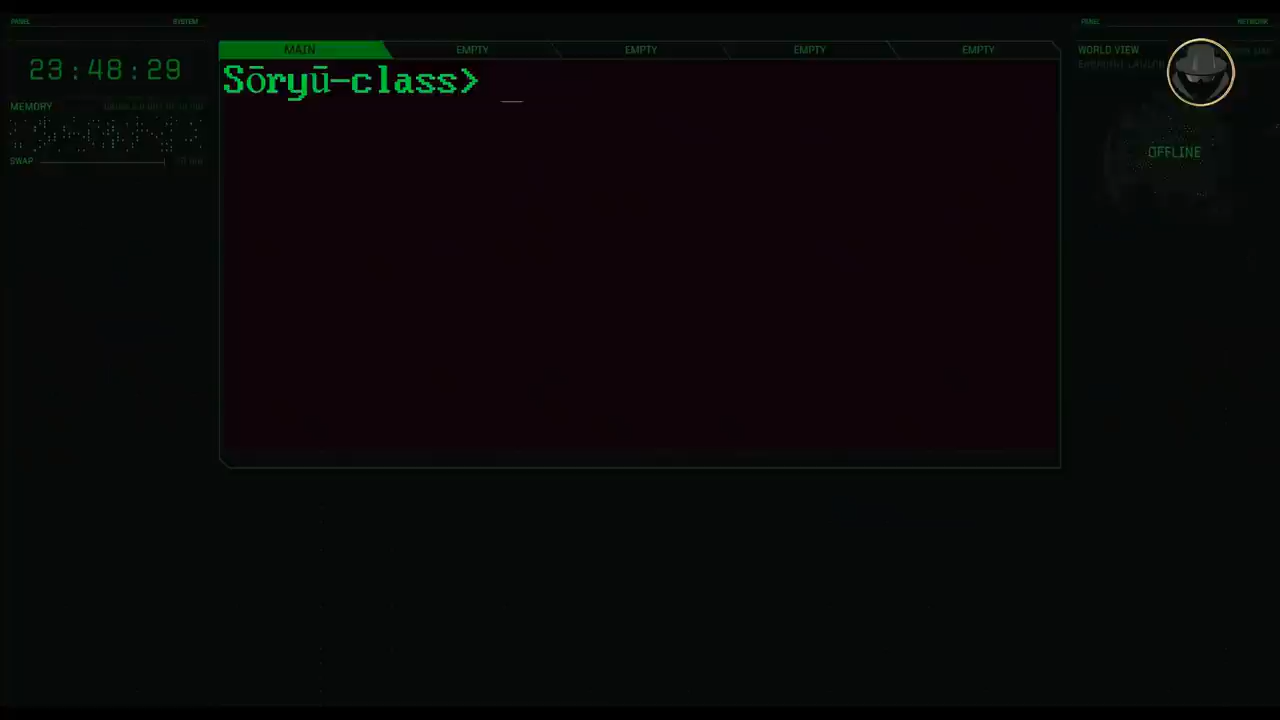 PANEL SYSTEM
23:48:29
MEMORY
SWAP
MAIN EMPTY EMPTY EMPTY EMPTY
Sōryū-class> _
PANEL NETWORK
WORLD VIEW
OFFLINE